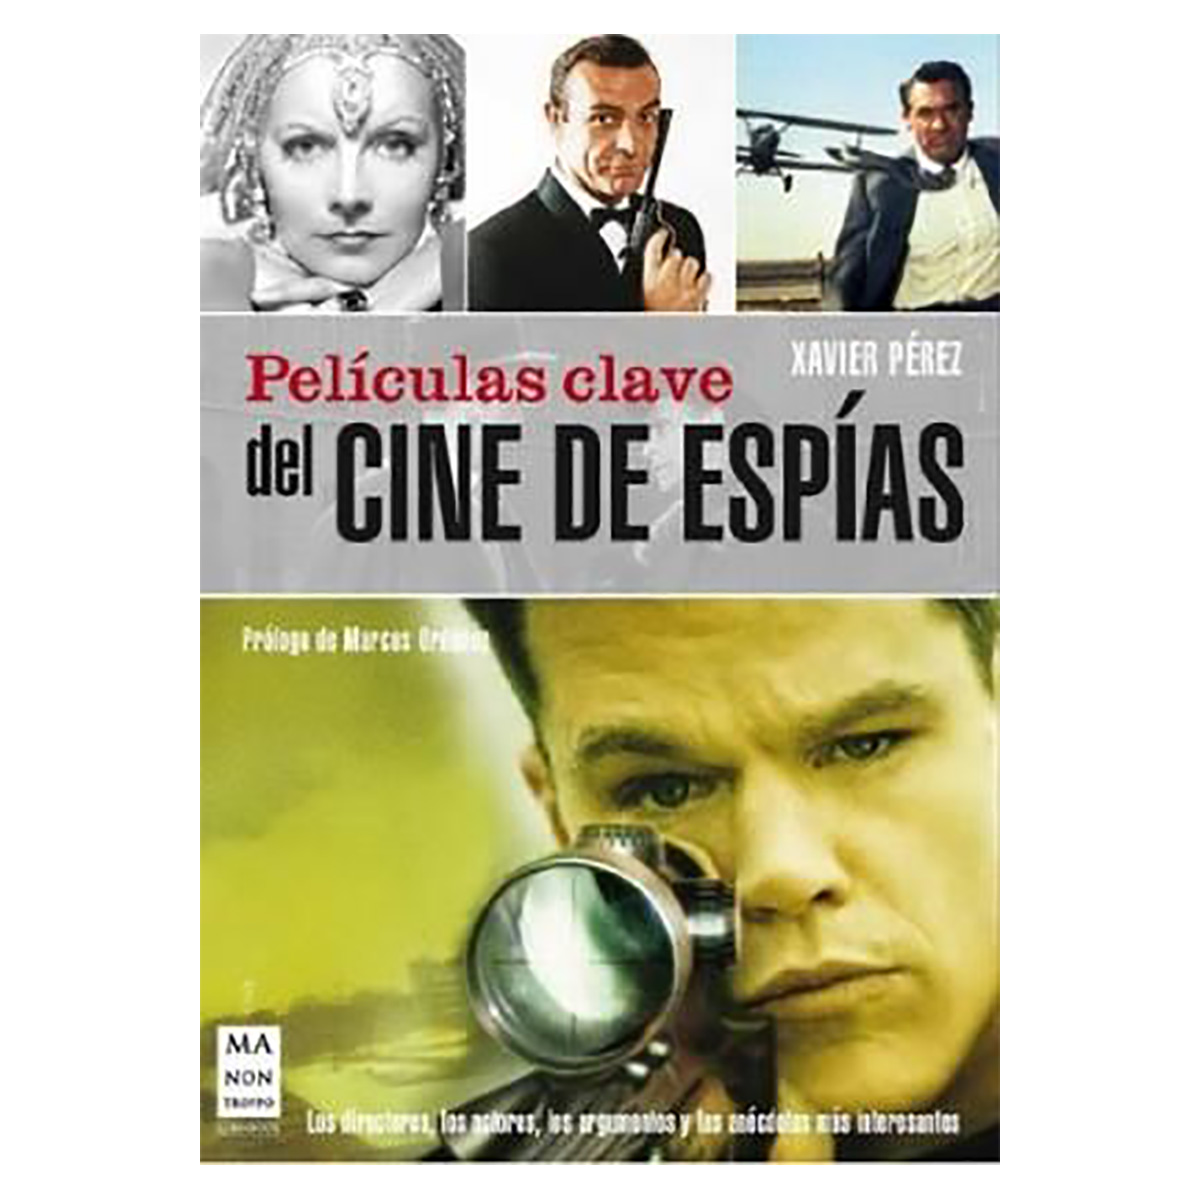 XAVIER PÉREZ
Películas clave
del CINE DE ESPÍAS
Prólogo de Marcos
MA
NON
TROPPO
Los directores, los actores, los argumentos y las anécdotas más interesantes